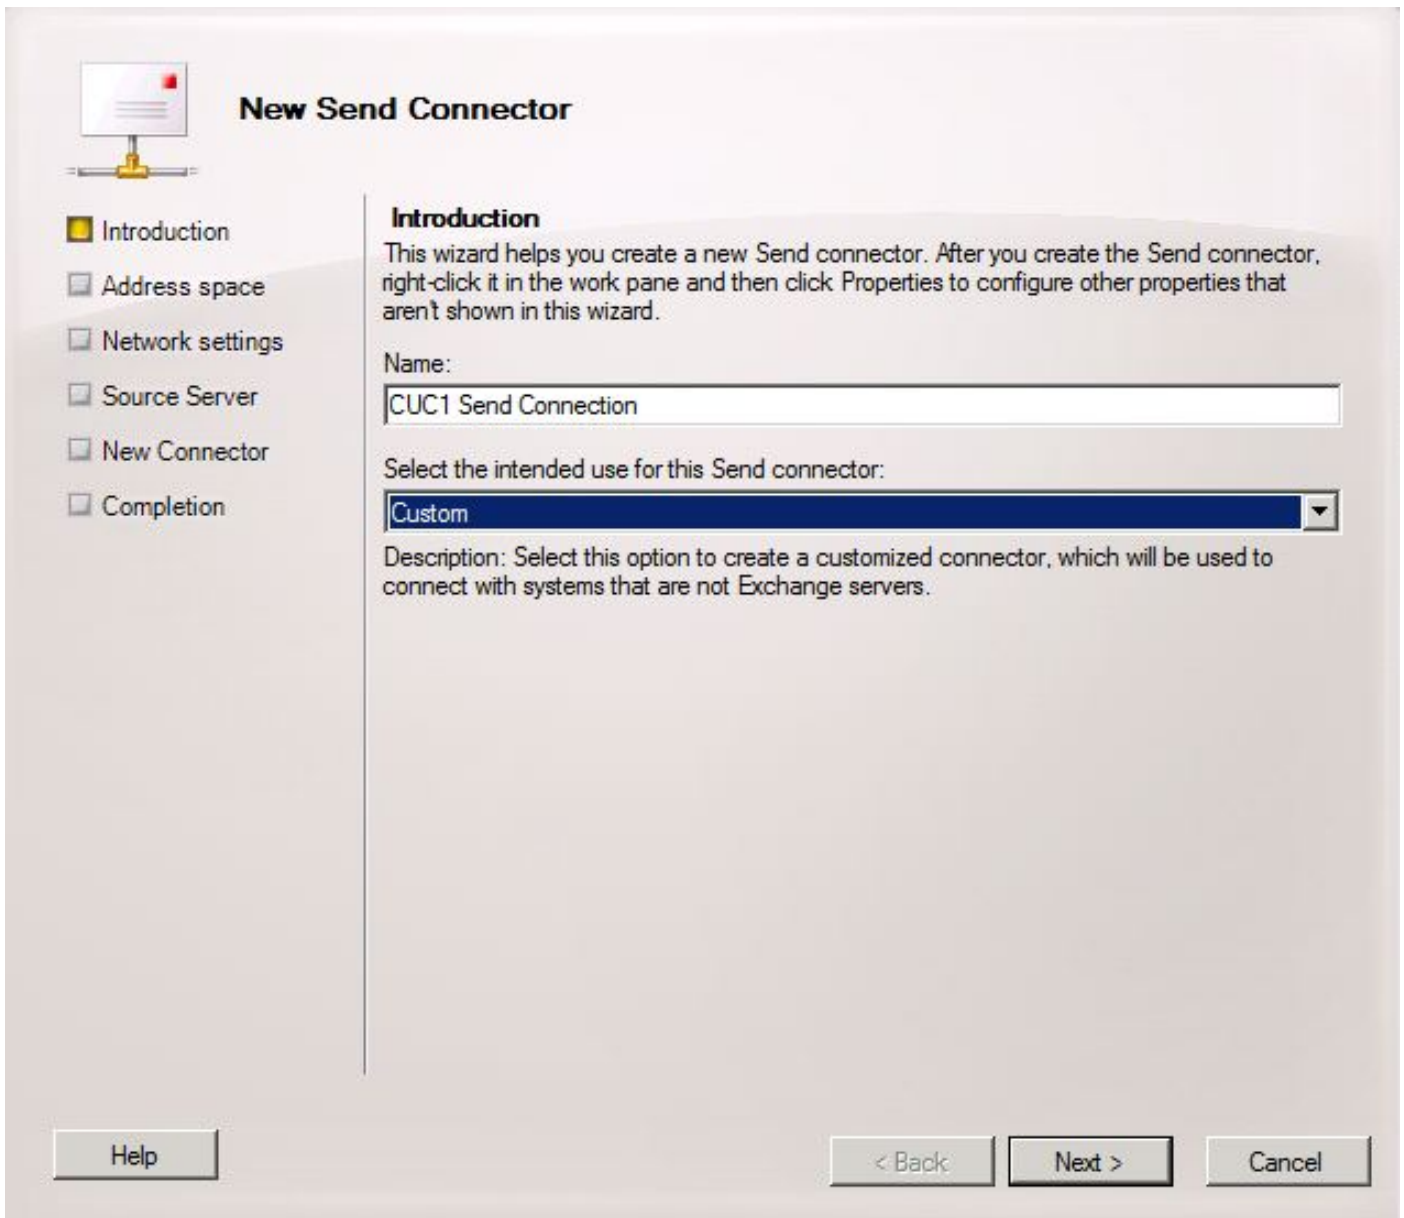 New Send Connector
Introduction
Address space
Network settings
Source Server
New Connector
Completion
Introduction
This wizard helps you create a new Send connector. After you create the Send connector,
right-click it in the work pane and then click Properties to configure other properties that
aren't shown in this wizard.
Name:
CUC1 Send Connection
Select the intended use for this Send connector:
Custom
Description: Select this option to create a customized connector, which will be used to
connect with systems that are not Exchange servers.
Help
< Back
Next >
Cancel